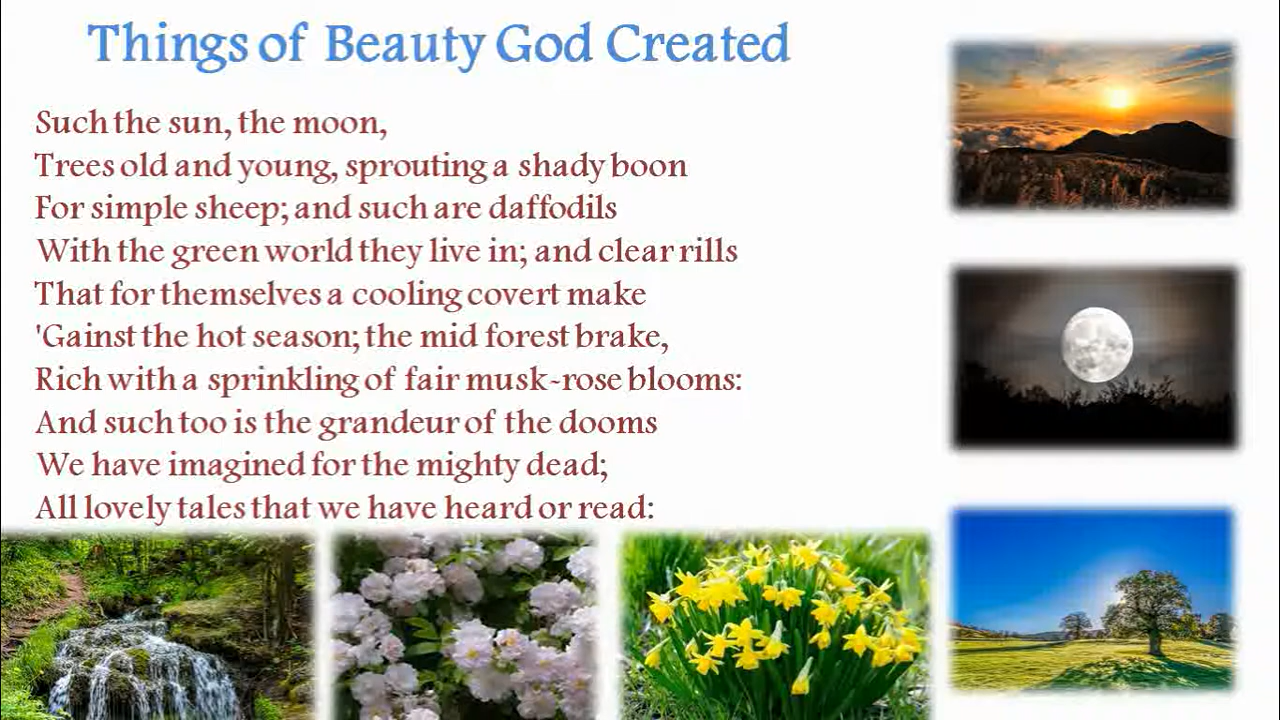 Things of Beauty God Created
Such the sun, the moon,
Trees old and young, sprouting a shady boon
For simple sheep; and such are daffodils
With the green world they live in; and clear rills
That for themselves a cooling covert make
'Gainst the hot season; the mid forest brake,
Rich with a sprinkling of fair musk-rose blooms:
And such too is the grandeur of the dooms
We have imagined for the mighty dead;
All lovely tales that we have heard or read: